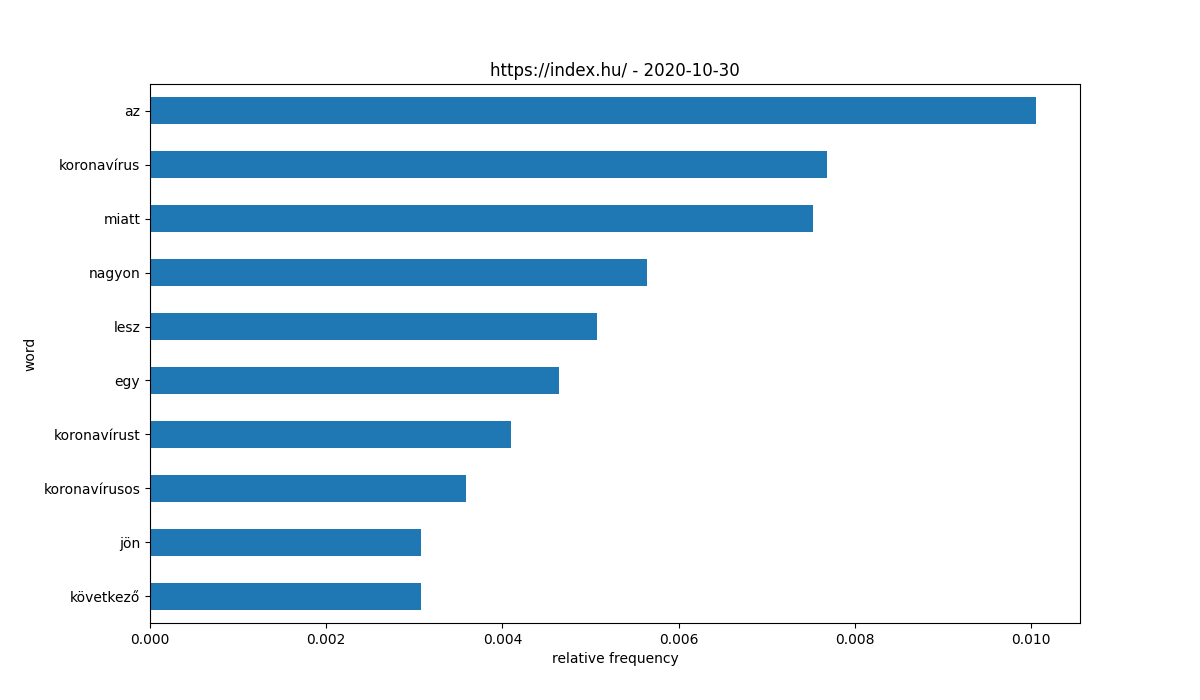 https://index.hu/ - 2020-10-30
az
koronavírus
miatt
nagyon
lesz
egy
koronavírust
koronavírusos
jön
következő
word
0.000 0.002 0.004 0.006 0.008 0.010
relative frequency